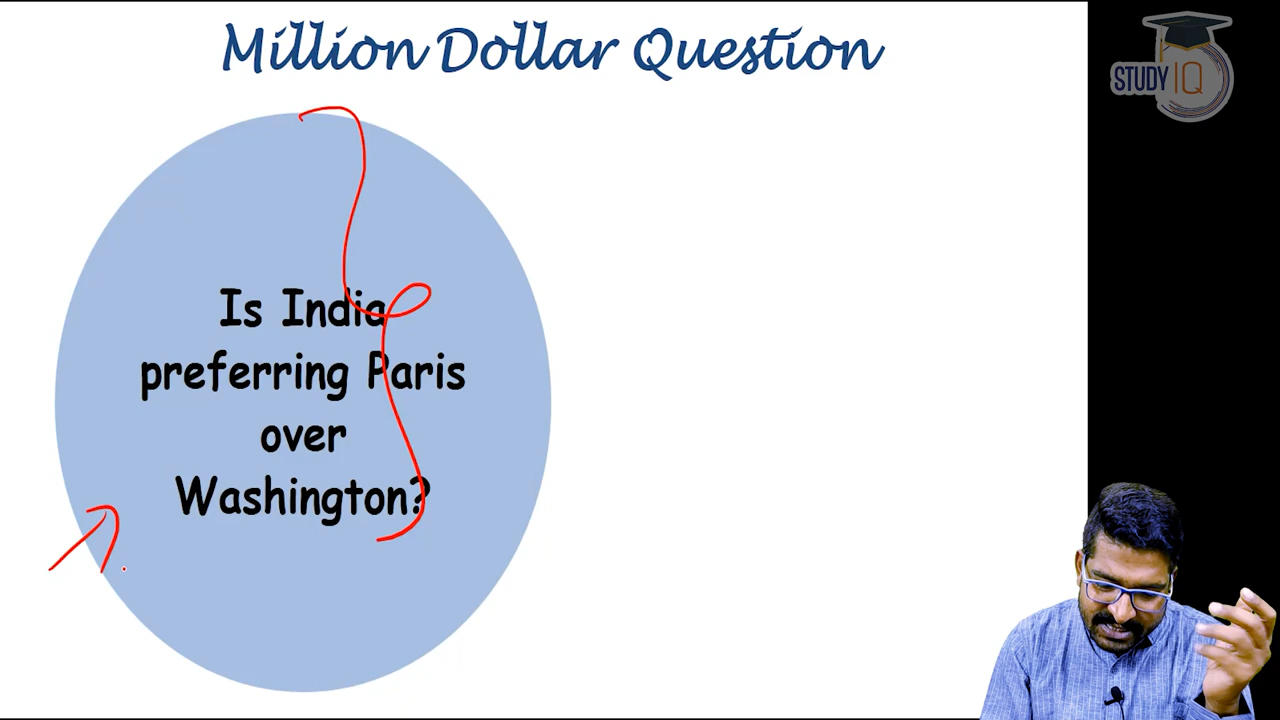 Million Dollar Question
STUDY IQ
Is India
preferring Paris
over
Washington?